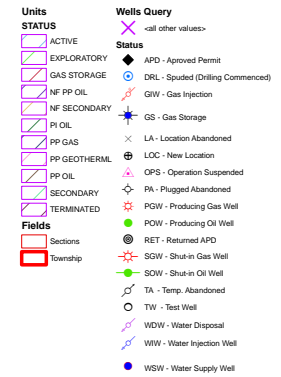 Units
STATUS
ACTIVE
EXPLORATORY
GAS STORAGE
NF PP OIL
NF SECONDARY
PI OIL
PP GAS
PP GEOTHERML
PP OIL
SECONDARY
TERMINATED
Fields
Sections
Township
Wells Query
<all other values>
Status
APD - Aproved Permit
DRL - Spuded (Drilling Commenced)
GIW - Gas Injection
GS - Gas Storage
LA - Location Abandoned
LOC - New Location
OPS - Operation Suspended
PA - Plugged Abandoned
PGW - Producing Gas Well
POW - Producing Oil Well
RET - Returned APD
SGW - Shut-in Gas Well
SOW - Shut-in Oil Well
TA - Temp. Abandoned
TW - Test Well
WDW - Water Disposal
WIW - Water Injection Well
WSW - Water Supply Well